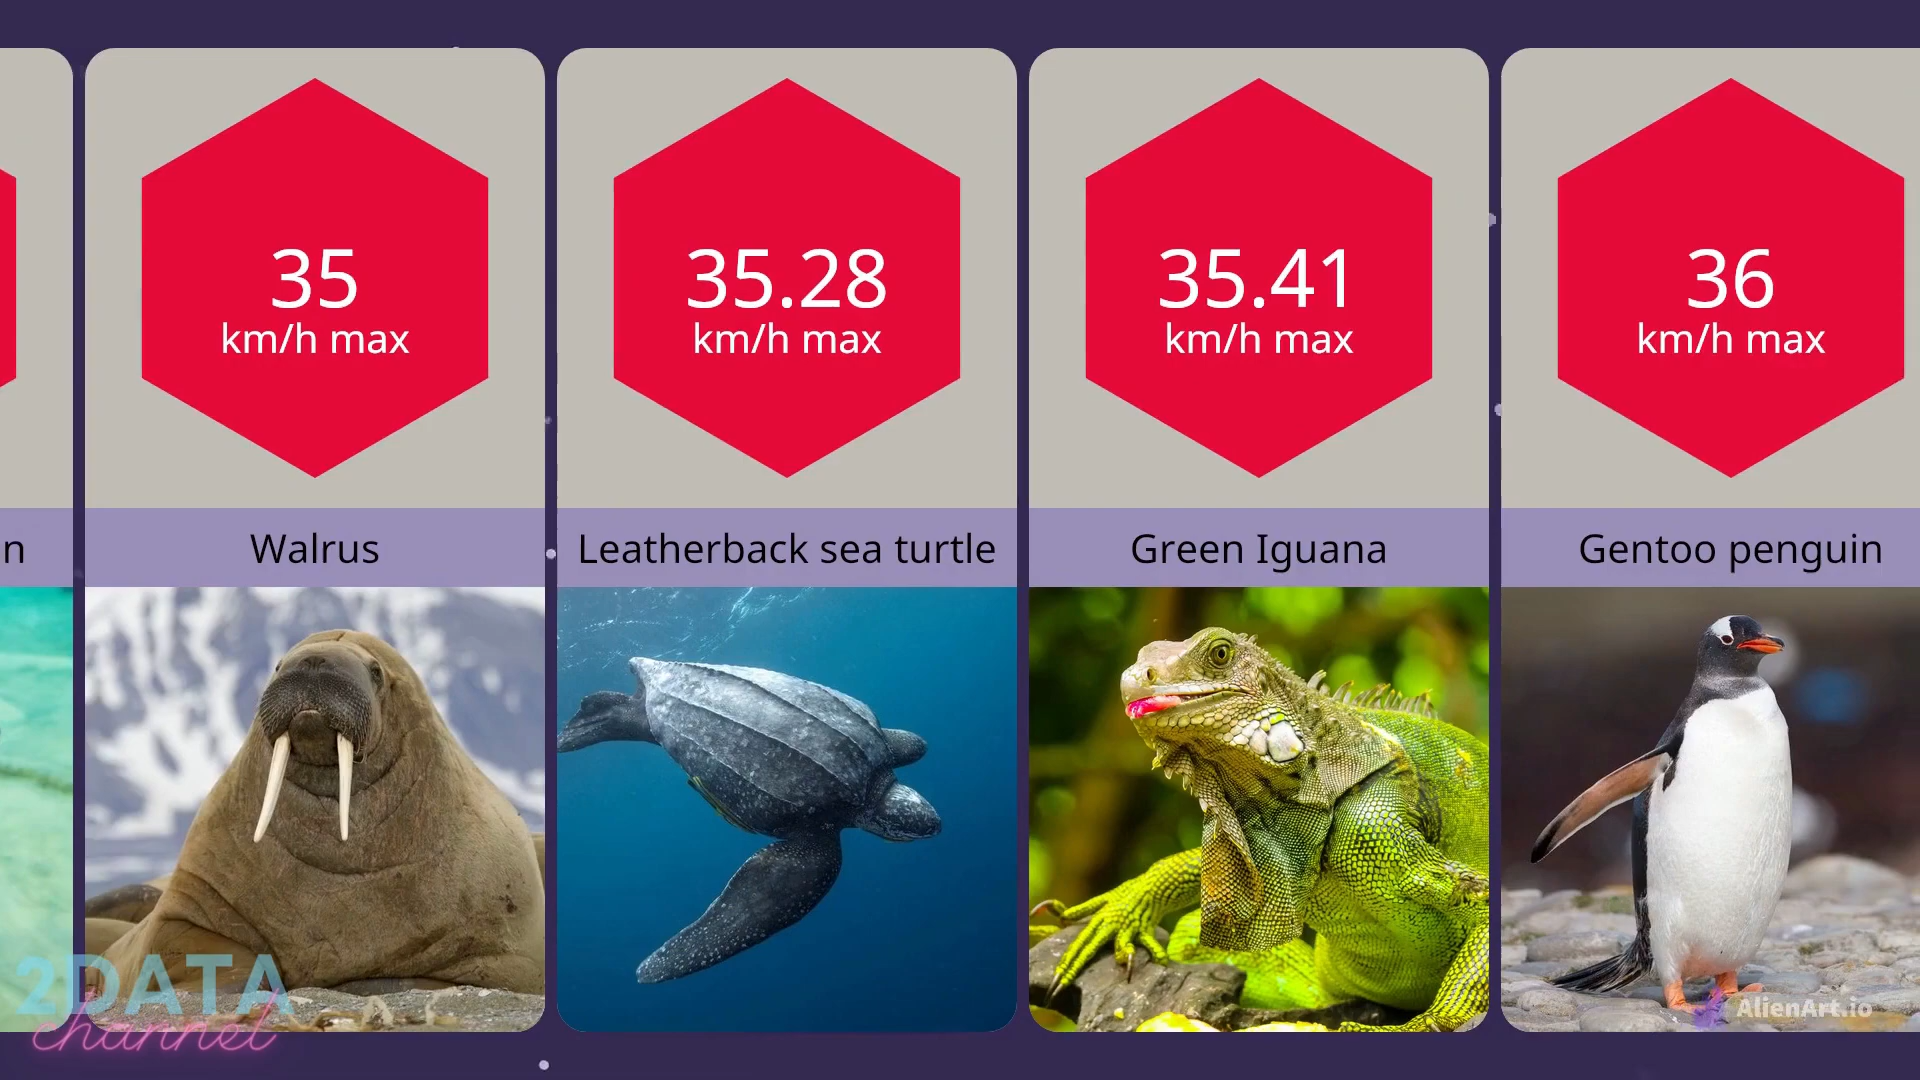 35
km/h max
Walrus
35.28
km/h max
Leatherback sea turtle
35.41
km/h max
Green Iguana
36
km/h max
Gentoo penguin
n
2DATA
channel
AlienArt.io